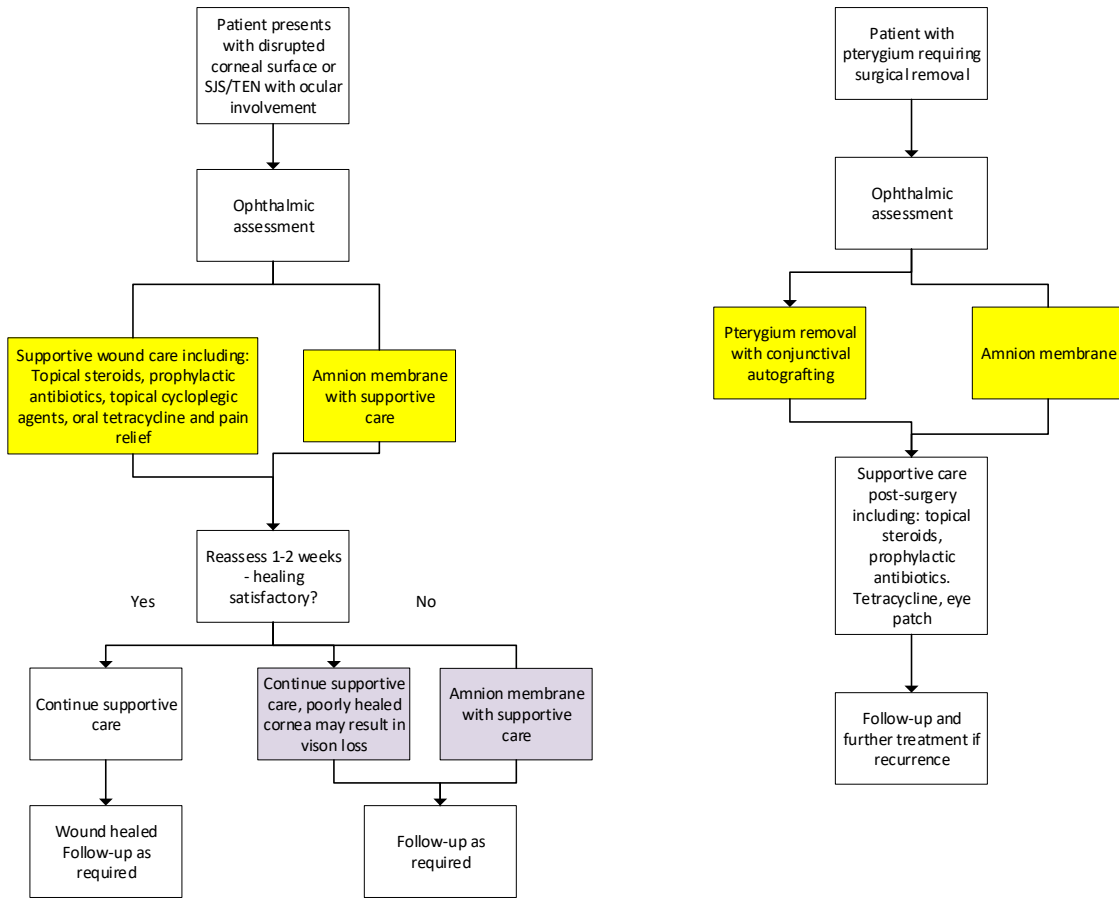 Patient presents
with disrupted
corneal surface or
SJS/TEN with ocular
involvement
Ophthalmic
assessment
Supportive wound care including:
Topical steroids, prophylactic
antibiotics, topical cycloplegic
agents, oral tetracycline and pain
relief
Amnion membrane
with supportive
care
Reassess 1-2 weeks
- healing
satisfactory?
Yes
No
Continue supportive
care
Continue supportive
care, poorly healed
cornea may result in
vison loss
Amnion membrane
with supportive
care
Wound healed
Follow-up as
required
Follow-up as
required
Patient with
pterygium requiring
surgical removal
Ophthalmic
assessment
Pterygium removal
with conjunctival
autografting
Amnion membrane
Supportive care
post-surgery
including: topical
steroids,
prophylactic
antibiotics.
Tetracycline, eye
patch
Follow-up and
further treatment if
recurrence